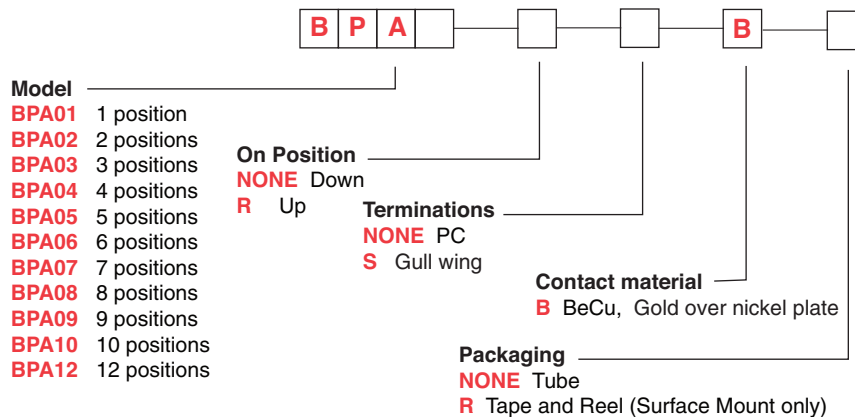 B P A B
Model
BPA01 1 position
BPA02 2 positions
BPA03 3 positions
BPA04 4 positions
BPA05 5 positions
BPA06 6 positions
BPA07 7 positions
BPA08 8 positions
BPA09 9 positions
BPA10 10 positions
BPA12 12 positions
On Position
NONE Down
R Up
Terminations
NONE PC
S Gull wing
Contact material
B BeCu, Gold over nickel plate
Packaging
NONE Tube
R Tape and Reel (Surface Mount only)